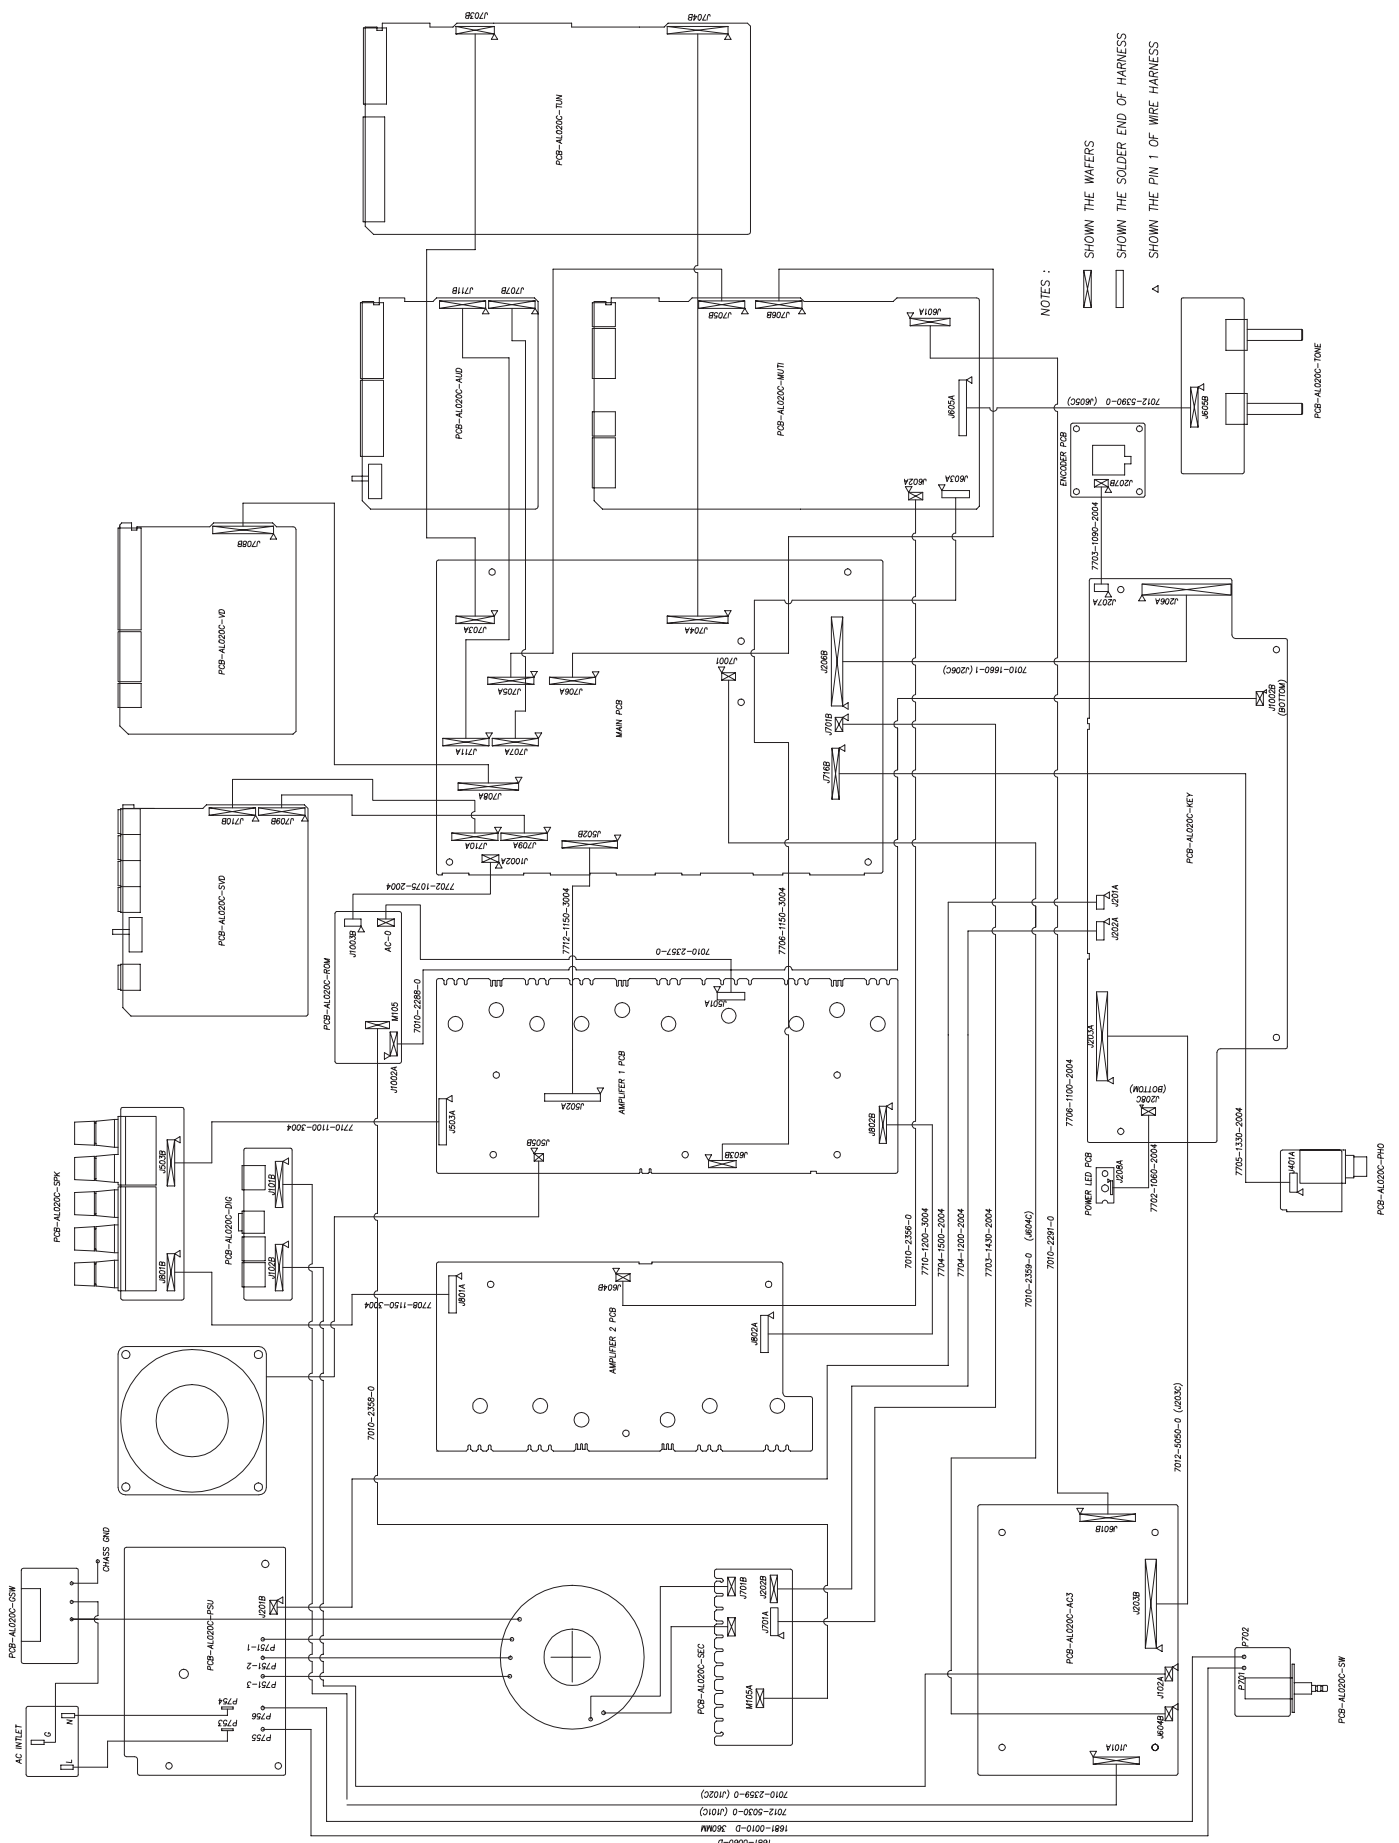 J703B
J704B
PCB-AL020C-TUN
NOTES :
SHOWN THE WAFERS
SHOWN THE SOLDER END OF HARNESS
SHOWN THE PIN 1 OF WIRE HARNESS
J711B
J707B
PCB-AL020C-AUD
J705B
J706B
PCB-AL020C-MUTI
J601A
J605A
J602A
J603A
7012-5390-0 (J605C)
J605B
PCB-AL020C-TONE
ENCODER PCB
J207B
7703-1090-2004
J708B
PCB-AL020C-VD
J703A
J704A
J705A
J706A
J7001
J206B
J701B
J716B
MAIN PCB
J711A
J707A
J708A
J710A
J709A
J1002A
J502B
7010-1660-1 (J206C)
J207A
J206A
J1002B
(BOTTOM)
PCB-AL020C-KEY
J201A
J202A
J203A
J208C
(BOTTOM)
J710B
J709B
PCB-AL020C-SVD
7702-1075-2004
J1003B
AC-0
PCB-AL020C-ROM
M105
J1002A
7010-2288-0
7712-1150-3004
7010-2357-0
7706-1150-3004
J501A
AMPLIFIER 1 PCB
J502A
J503A
J505B
J603B
J802B
PCB-AL020C-SPK
J503B
J801B
7710-1100-3004
PCB-AL020C-DIG
J101B
J102B
7708-1150-3004
J801A
J604B
AMPLIFIER 2 PCB
J802A
7010-2356-0
7710-1200-3004
7704-1500-2004
7704-1200-2004
7703-1430-2004
7010-2359-0 (J604C)
7010-2291-0
7706-1100-2004
POWER LED PCB
J208A
7702-1060-2004
7705-1330-2004
J401A
PCB-AL020C-PHO
7010-2358-0
7012-5050-0 (J203C)
PCB-AL020C-GSW
CHASS GND
AC INTLET
G
N
L
PCB-AL020C-PSU
J201B
P751-1
P751-2
P751-3
P754
P756
P753
P755
PCB-AL020C-SEC
J701B
J202B
J701A
M105A
J601B
PCB-AL020C-AC3
J203B
J102A
J604B
J101A
P702
P701
PCB-AL020C-SW
7010-2359-0 (J102C)
7012-5030-0 (J101C)
1681-0010-D 360MM
1681-0060-D